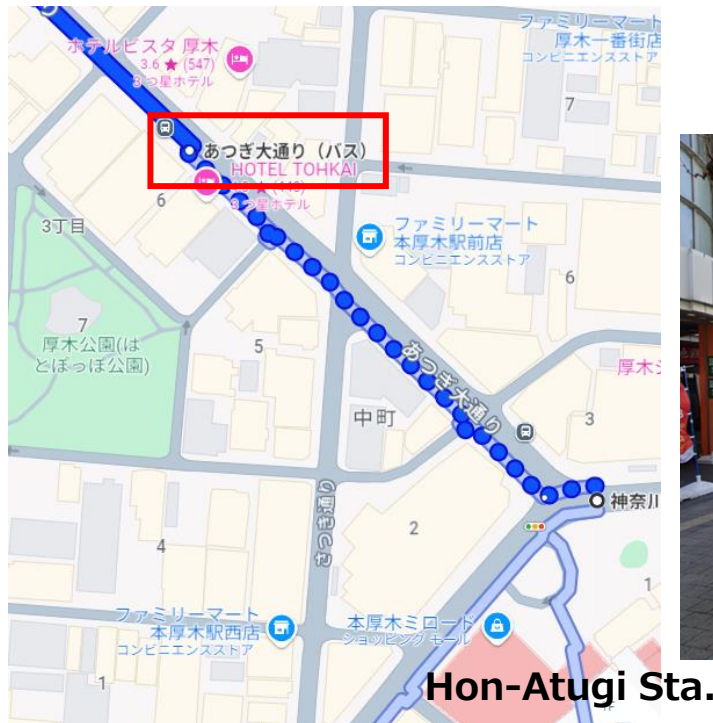 ファミリーマート
厚木一番街店
コンビニエンスストア
ホテルビスタ 厚木
3.6 ★ (547)
3つ星ホテル
7
あつぎ大通り（バス）
HOTEL TOHKAI
3つ星ホテル
6
3丁目
ファミリーマート
本厚木駅前店
コンビニエンスストア
6
7
厚木公園(は
とぽっぽ公園)
5
あつぎ大通り
厚木シ
中町
3
神奈川
さつき通り
2
4
1
ファミリーマート
本厚木駅西店
コンビニエンスストア
本厚木ミロード
ショッピング モール
1
Hon-Atugi Sta.